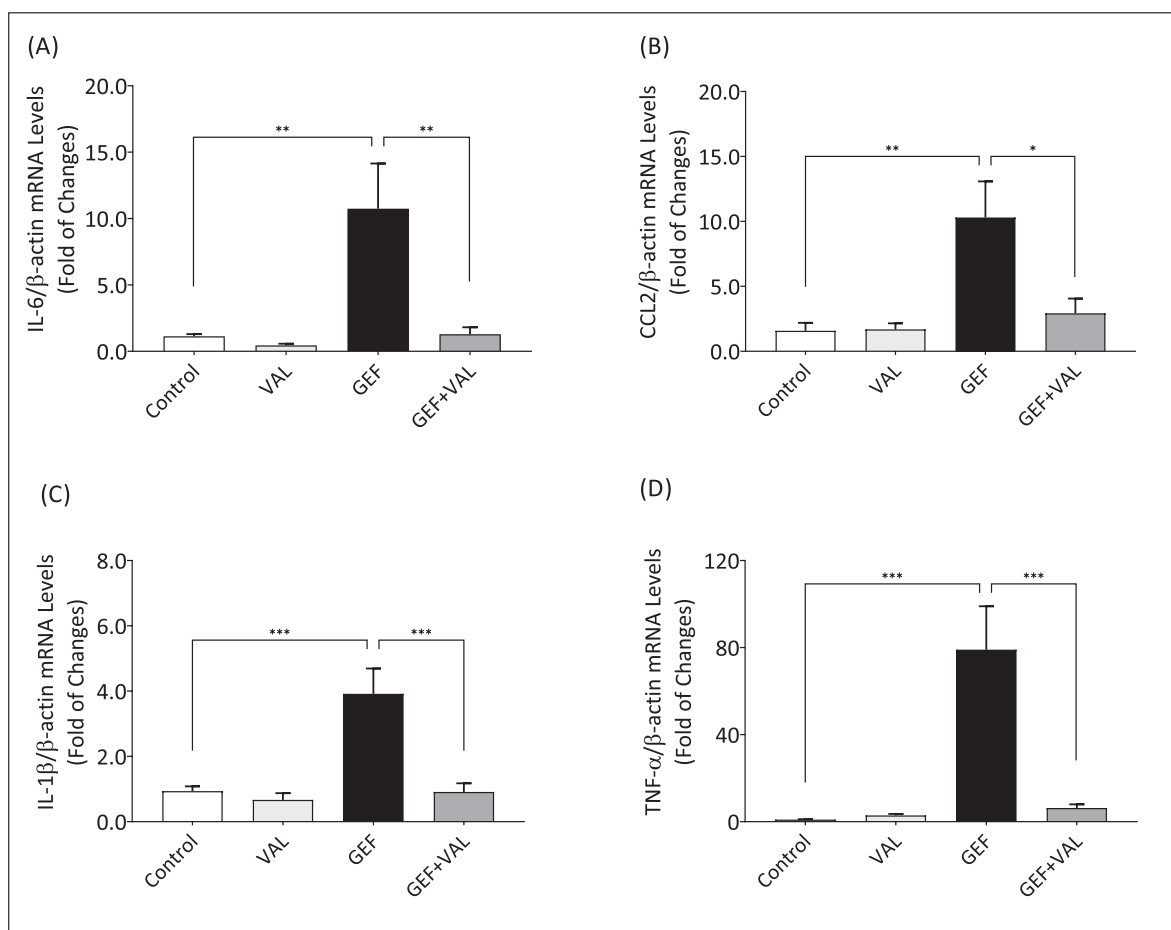 (A)
IL-6/β-actin mRNA Levels
(Fold of Changes)
20.0
15.0
10.0
5.0
0.0
** **
Control VAL GEF GEF+VAL
(B)
CCL2/β-actin mRNA Levels
(Fold of Changes)
20.0
15.0
10.0
5.0
0.0
** *
Control VAL GEF GEF+VAL
(C)
IL-1β/β-actin mRNA Levels
(Fold of Changes)
8.0
6.0
4.0
2.0
0.0
*** ***
Control VAL GEF GEF+VAL
(D)
TNF-α/β-actin mRNA Levels
(Fold of Changes)
120
80
40
0
*** ***
Control VAL GEF GEF+VAL